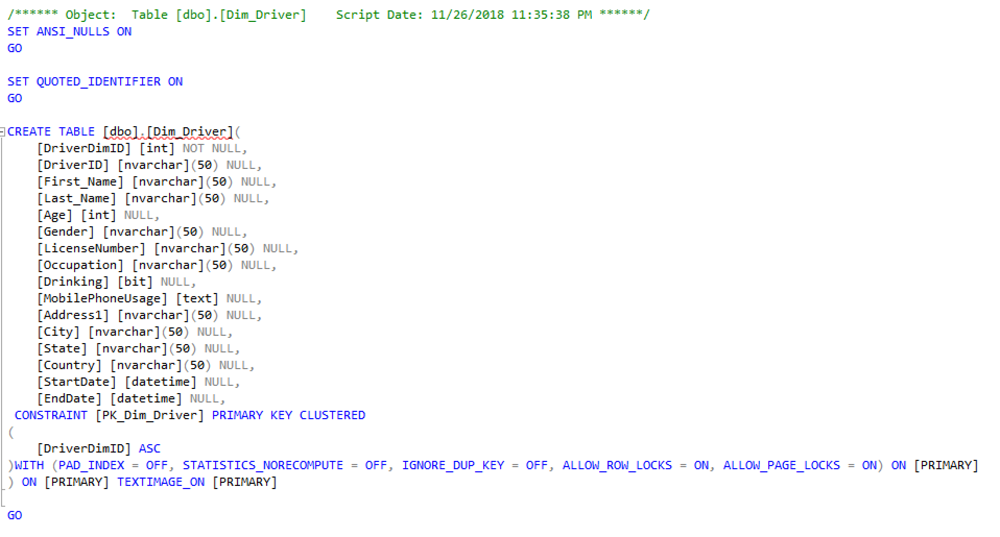 /****** Object:  Table [dbo].[Dim_Driver]    Script Date: 11/26/2018 11:35:38 PM ******/
SET ANSI_NULLS ON
GO
SET QUOTED_IDENTIFIER ON
GO
CREATE TABLE [dbo].[Dim_Driver](
    [DriverDimID] [int] NOT NULL,
    [DriverID] [nvarchar](50) NULL,
    [First_Name] [nvarchar](50) NULL,
    [Last_Name] [nvarchar](50) NULL,
    [Age] [int] NULL,
    [Gender] [nvarchar](50) NULL,
    [LicenseNumber] [nvarchar](50) NULL,
    [Occupation] [nvarchar](50) NULL,
    [Drinking] [bit] NULL,
    [MobilePhoneUsage] [text] NULL,
    [Address1] [nvarchar](50) NULL,
    [City] [nvarchar](50) NULL,
    [State] [nvarchar](50) NULL,
    [Country] [nvarchar](50) NULL,
    [StartDate] [datetime] NULL,
    [EndDate] [datetime] NULL,
 CONSTRAINT [PK_Dim_Driver] PRIMARY KEY CLUSTERED
(
    [DriverDimID] ASC
)WITH (PAD_INDEX = OFF, STATISTICS_NORECOMPUTE = OFF, IGNORE_DUP_KEY = OFF, ALLOW_ROW_LOCKS = ON, ALLOW_PAGE_LOCKS = ON) ON [PRIMARY]
) ON [PRIMARY] TEXTIMAGE_ON [PRIMARY]
GO